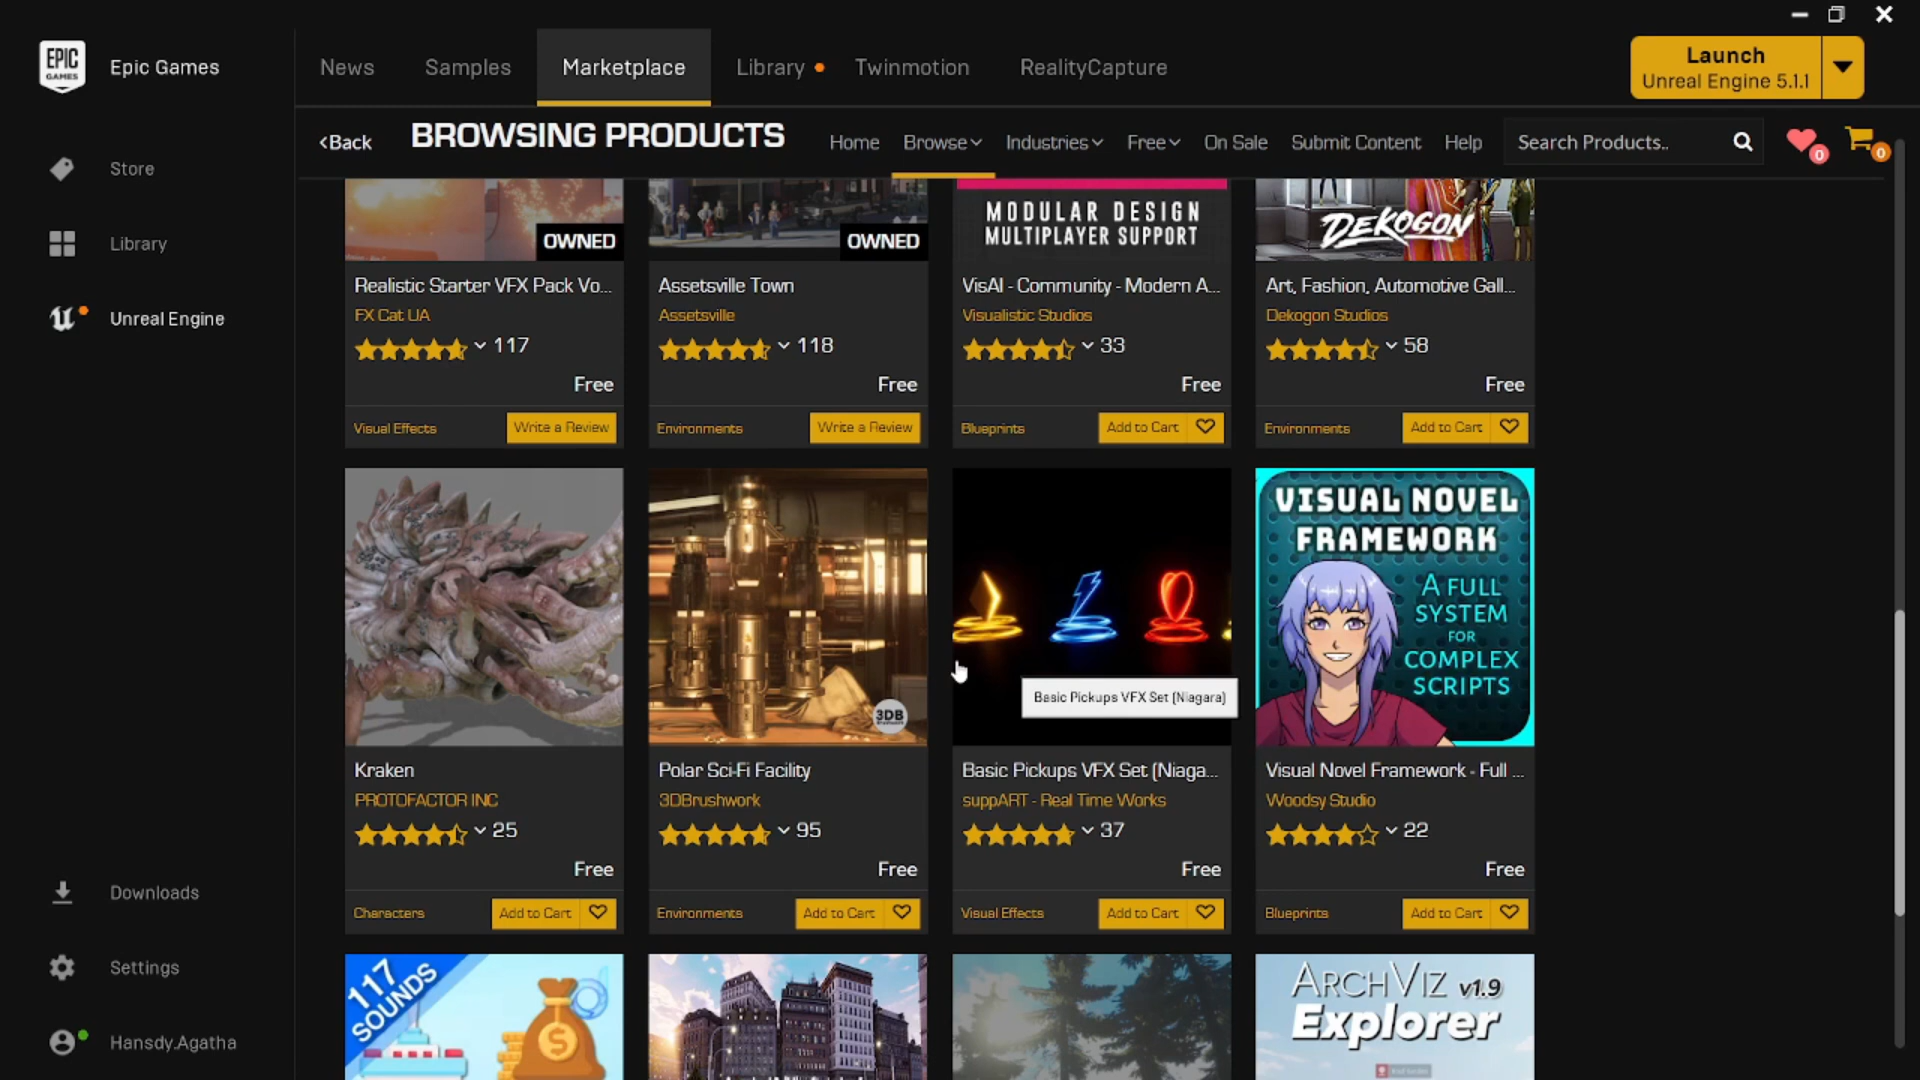 EPIC GAMES
Epic Games
News
Samples
Marketplace
Library
Twinmotion
RealityCapture
Launch
Unreal Engine 5.1.1
<Back
BROWSING PRODUCTS
Home
Browse
Industries
Free
On Sale
Submit Content
Help
Search Products..
0
0
Store
Library
Unreal Engine
Downloads
Settings
Hansdy.Agatha
OWNED
OWNED
MODULAR DESIGN
MULTIPLAYER SUPPORT
DEKOGON
Realistic Starter VFX Pack Vo...
FX Cat UA
117
Free
Visual Effects
Write a Review
Assetsville Town
Assetsville
118
Free
Environments
Write a Review
VisAI - Community - Modern A...
Visualistic Studios
33
Free
Blueprints
Add to Cart
Art, Fashion, Automotive Gall...
Dekogon Studios
58
Free
Environments
Add to Cart
Kraken
PROTOFACTOR INC
25
Free
Characters
Add to Cart
3DB
Polar Sci-Fi Facility
3DBrushwork
95
Free
Environments
Add to Cart
Basic Pickups VFX Set (Niagara)
Basic Pickups VFX Set (Niaga...
suppART - Real Time Works
37
Free
Visual Effects
Add to Cart
VISUAL NOVEL
FRAMEWORK
A FULL
SYSTEM
FOR
COMPLEX
SCRIPTS
Visual Novel Framework - Full ...
Woodsy Studio
22
Free
Blueprints
Add to Cart
117
SOUNDS
$
ARCHVIZ v1.9
Explorer